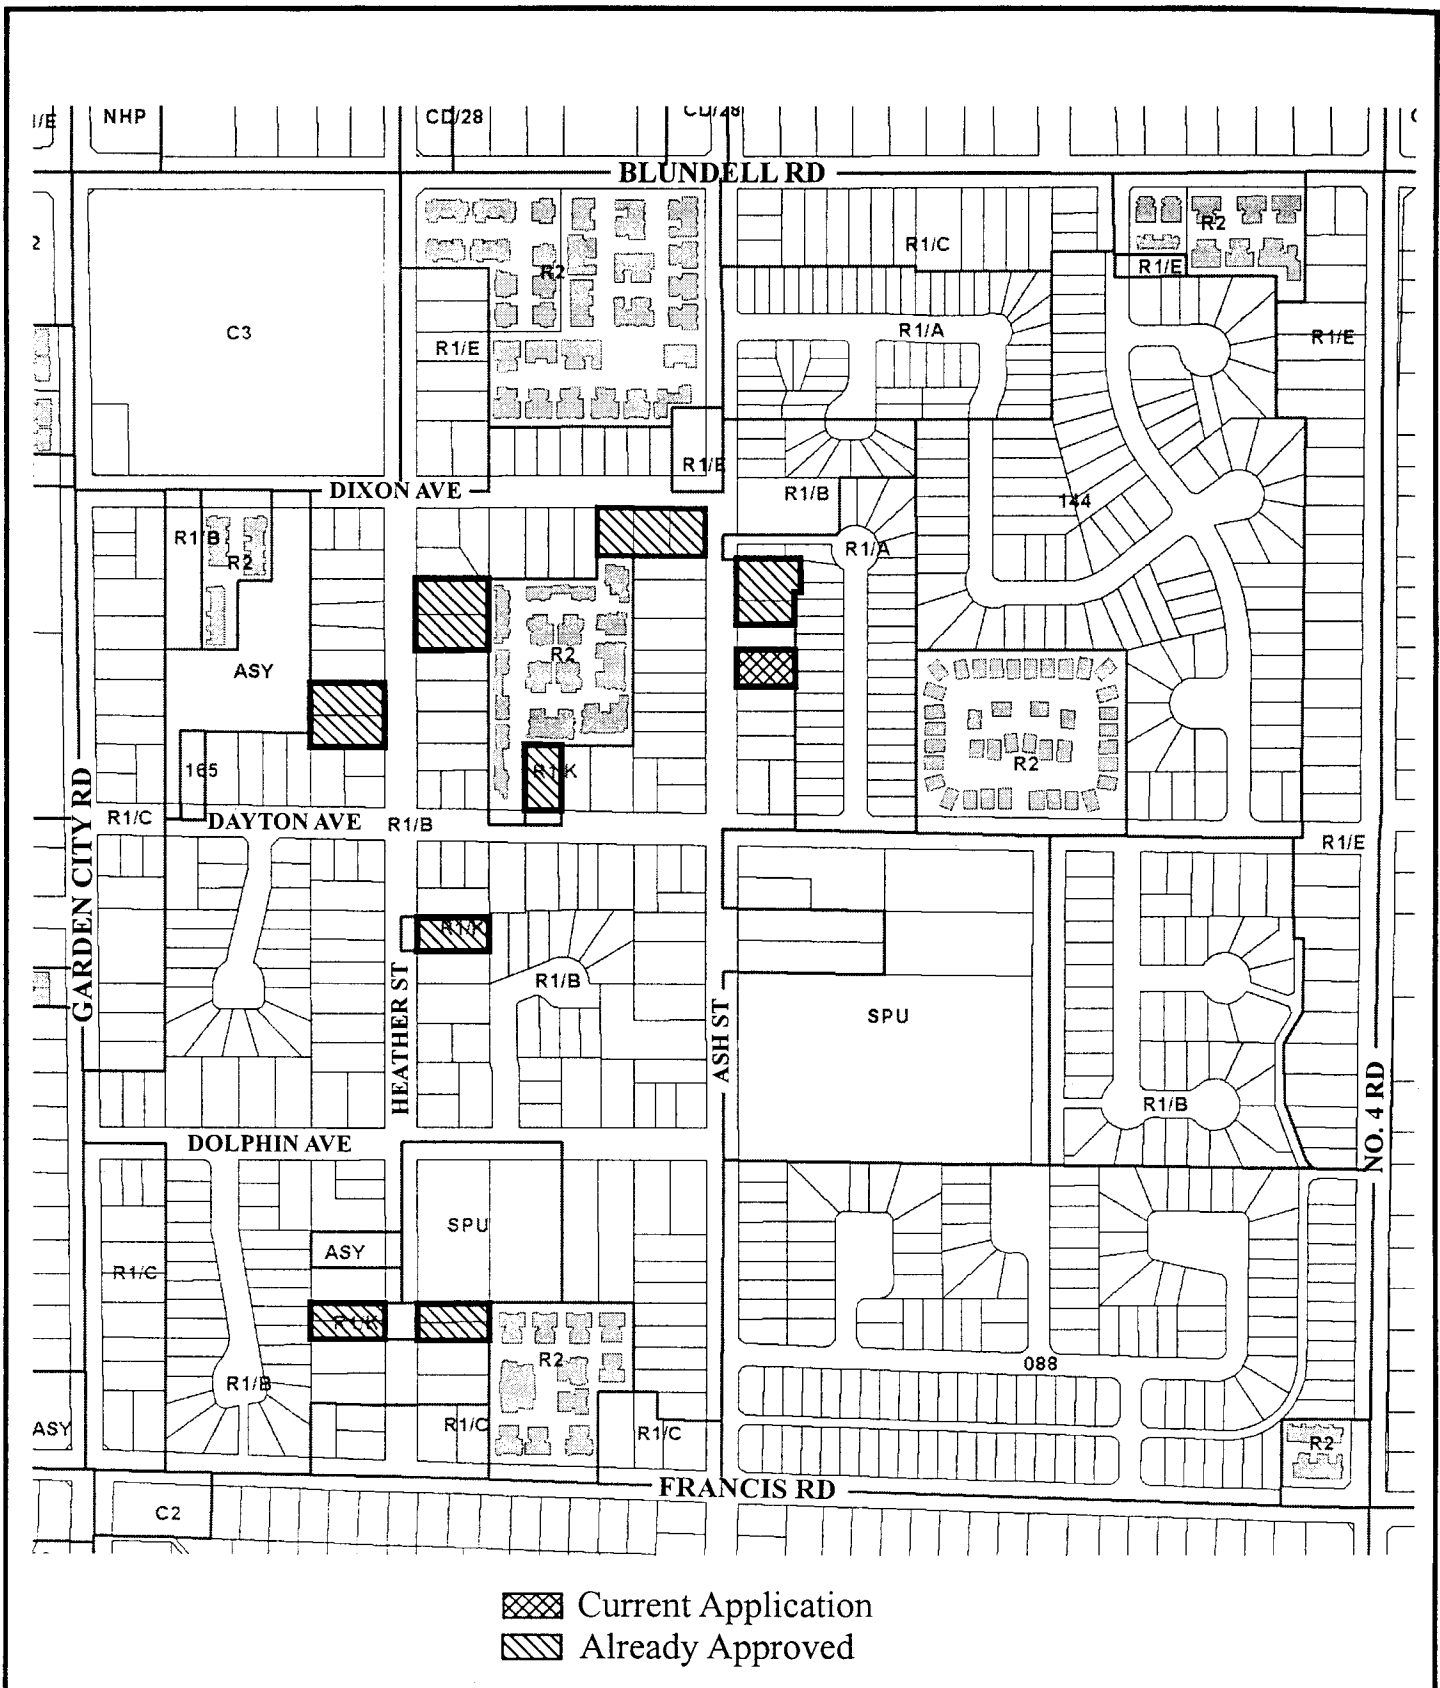 NHP
CD/28
CD/28
BLUNDELL RD
R2
R1/C
R1/E
R2
C3
R1/E
R1/A
R1/E
R1/E
DIXON AVE
R1/B
144
R1/B
R2
R1/A
R2
ASY
R2
165
R1/K
R1/C
DAYTON AVE
R1/B
R1/E
GARDEN CITY RD
R1/K
HEATHER ST
R1/B
ASH ST
SPU
R1/B
NO. 4 RD
DOLPHIN AVE
SPU
ASY
R1/C
R1/K
R2
088
R1/B
ASY
R1/C
R1/C
R2
FRANCIS RD
C2
Current Application
Already Approved